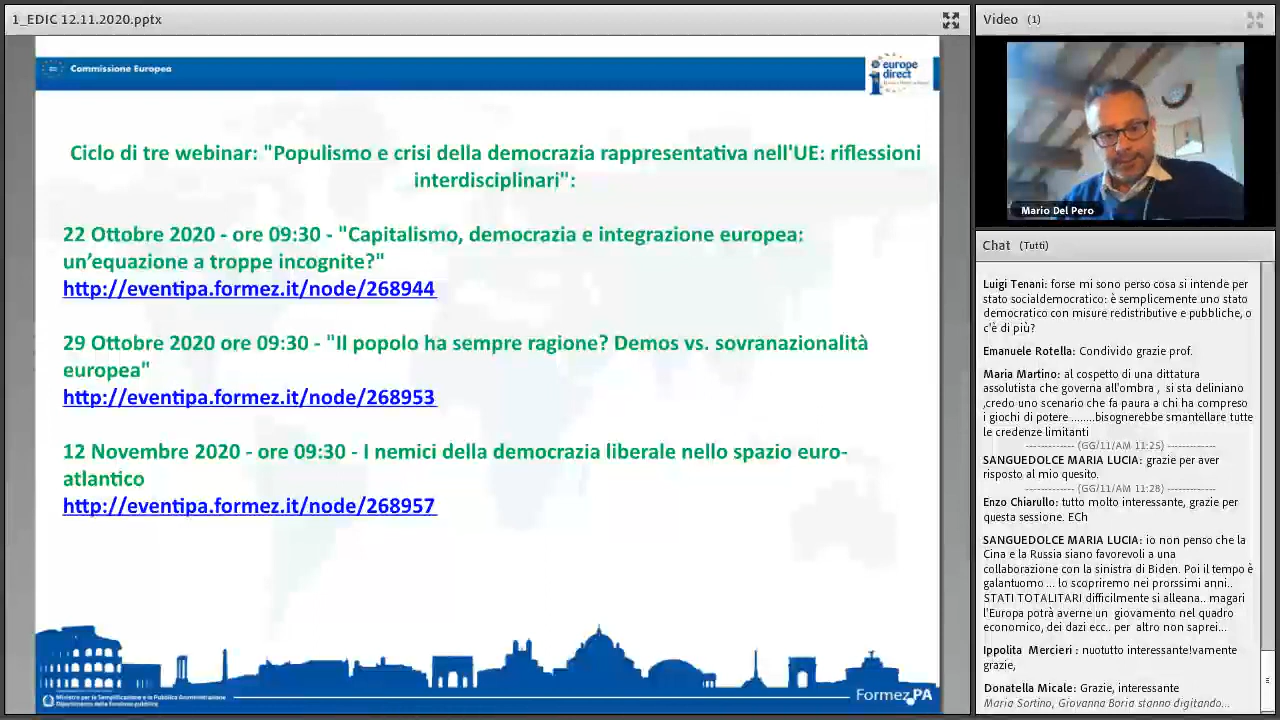 1_EDIC 12.11.2020.pptx
Commissione Europea
europe
direct
Ciclo di tre webinar: "Populismo e crisi della democrazia rappresentativa nell'UE: riflessioni
interdisciplinari":
22 Ottobre 2020 - ore 09:30 - "Capitalismo, democrazia e integrazione europea:
un’equazione a troppe incognite?"
http://eventipa.formez.it/node/268944
29 Ottobre 2020 ore 09:30 - "Il popolo ha sempre ragione? Demos vs. sovranazionalità
europea"
http://eventipa.formez.it/node/268953
12 Novembre 2020 - ore 09:30 - I nemici della democrazia liberale nello spazio euro-
atlantico
http://eventipa.formez.it/node/268957
Ministro per la Semplificazione e la Pubblica Amministrazione
Dipartimento della Funzione pubblica
FormezPA
Video (1)
Mario Del Pero
Chat (Tutti)
Luigi Tenani: forse mi sono perso cosa si intende per
stato socialdemocratico: è semplicemente uno stato
democratico con misure redistributive e pubbliche, o
c'è di più?
Emanuele Rotella: Condivido grazie prof.
Maria Martino: al cospetto di una dittatura
assolutista che governa all'ombra , si sta deliniano
,credo uno scenario che fa paura a chi ha compreso
i giochi di potere ........bisognerebbe smantellare tutte
le credenze limitanti
------------- (GG/11/AM 11:25) -------------
SANGUEDOLCE MARIA LUCIA: grazie per aver
risposto al mio quesito.
------------- (GG/11/AM 11:28) -------------
Enzo Chiarullo: tutto molto interessante, grazie per
questa sessione. ECh
SANGUEDOLCE MARIA LUCIA: io non penso che la
Cina e la Russia siano favorevoli a una
collaborazione con la sinistra di Biden. Poi il tempo è
galantuomo ... lo scopriremo nei prorssimi anni..
STATI TOTALITARI difficilmente si alleana.. magari
l'Europa potrà averne un giovamento nel quadro
economico, dei dazi ecc.. per altro non saprei...
Ippolita Mercieri : nuotutto interessante!vamente
grazie,
Donatella Micale: Grazie, interessante.
Maria Sortino, Giovanna Boria stanno digitando...